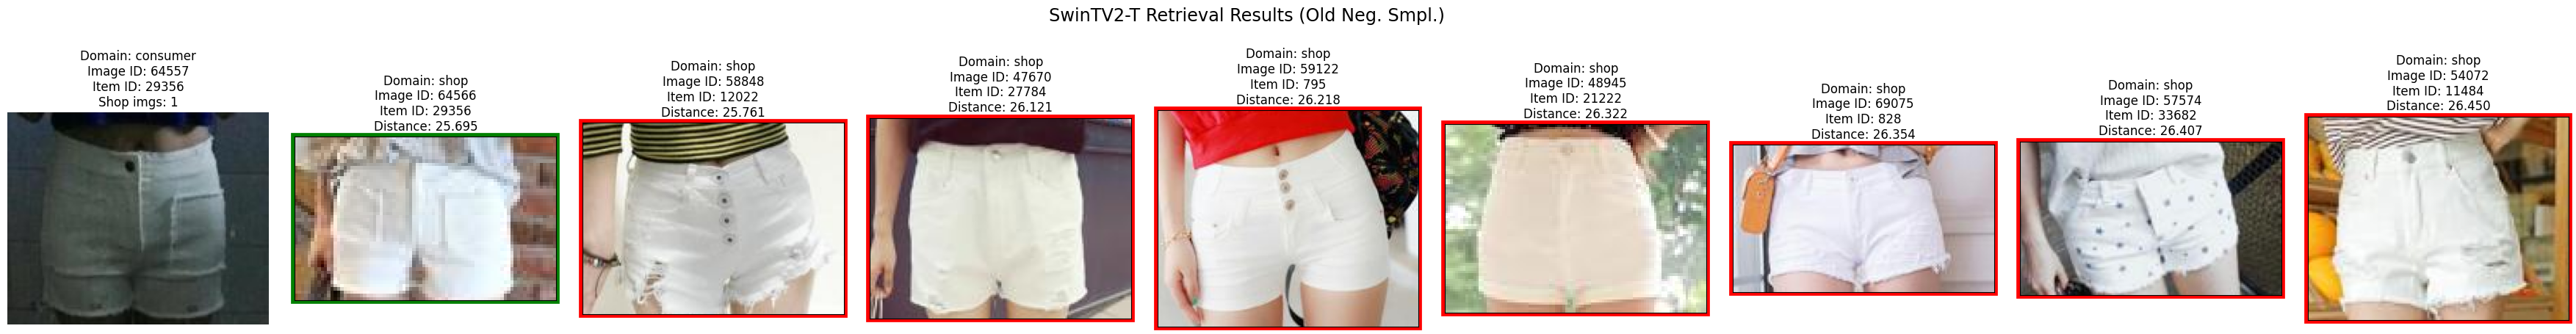 SwinTV2-T Retrieval Results (Old Neg. Smpl.)
Domain: consumer
Image ID: 64557
Item ID: 29356
Shop imgs: 1
Domain: shop
Image ID: 64566
Item ID: 29356
Distance: 25.695
Domain: shop
Image ID: 58848
Item ID: 12022
Distance: 25.761
Domain: shop
Image ID: 47670
Item ID: 27784
Distance: 26.121
Domain: shop
Image ID: 59122
Item ID: 795
Distance: 26.218
Domain: shop
Image ID: 48945
Item ID: 21222
Distance: 26.322
Domain: shop
Image ID: 69075
Item ID: 828
Distance: 26.354
Domain: shop
Image ID: 57574
Item ID: 33682
Distance: 26.407
Domain: shop
Image ID: 54072
Item ID: 11484
Distance: 26.450